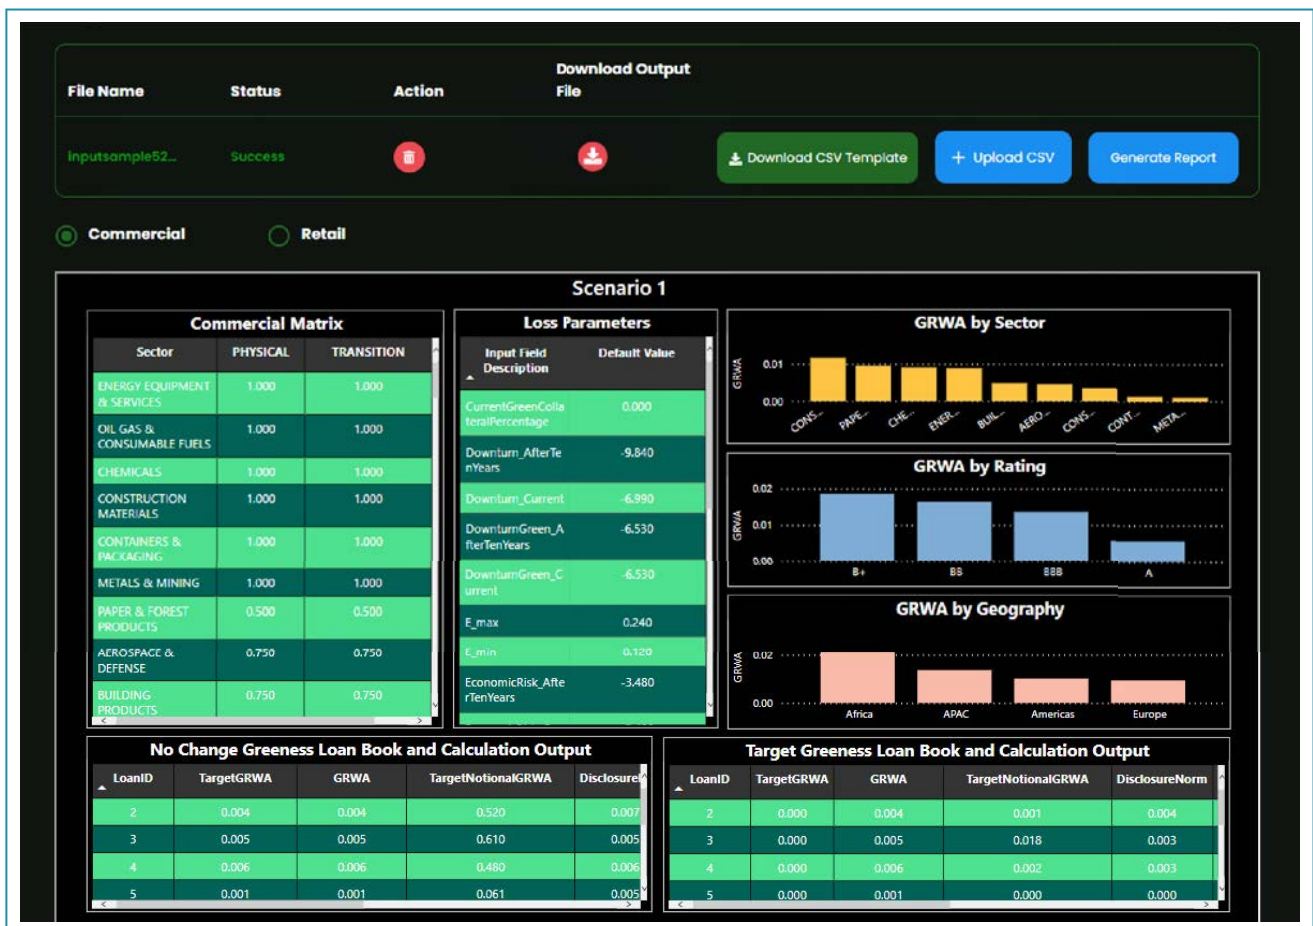 File Name Status Action Download Output File
inputsample52... Success Download CSV Template + Upload CSV Generate Report
Commercial Retail
Scenario 1
Commercial Matrix
Sector PHYSICAL TRANSITION
ENERGY EQUIPMENT & SERVICES 1.000 1.000
OIL GAS & CONSUMABLE FUELS 1.000 1.000
CHEMICALS 1.000 1.000
CONSTRUCTION MATERIALS 1.000 1.000
CONTAINERS & PACKAGING 1.000 1.000
METALS & MINING 1.000 1.000
PAPER & FOREST PRODUCTS 0.500 0.500
AEROSPACE & DEFENSE 0.750 0.750
BUILDING PRODUCTS 0.750 0.750
Loss Parameters
Input Field Description Default Value
CurrentGreenCollateralPercentage 0.000
Downturn_AfterTenYears -9.840
Downturn_Current -6.990
DownturnGreen_AfterTenYears -6.530
DownturnGreen_Current -6.530
E_max 0.240
E_min 0.120
EconomicRisk_AfterTenYears -3.480
GRWA by Sector
GRWA
0.01
0.00
CONS... PAPE... CHE... ENER... BUIL... AERO... CONS... CONT... META...
GRWA by Rating
GRWA
0.02
0.01
0.00
B+ BB BBB A
GRWA by Geography
GRWA
0.02
0.00
Africa APAC Americas Europe
No Change Greeness Loan Book and Calculation Output
LoanID TargetGRWA GRWA TargetNotionalGRWA
2 0.004 0.004 0.520 0.007
3 0.005 0.005 0.610 0.005
4 0.006 0.006 0.480 0.006
5 0.001 0.001 0.061 0.005
Target Greeness Loan Book and Calculation Output
LoanID TargetGRWA GRWA TargetNotionalGRWA DisclosureNorm
2 0.000 0.004 0.001 0.004
3 0.000 0.005 0.018 0.003
4 0.000 0.006 0.002 0.003
5 0.000 0.001 0.000 0.000